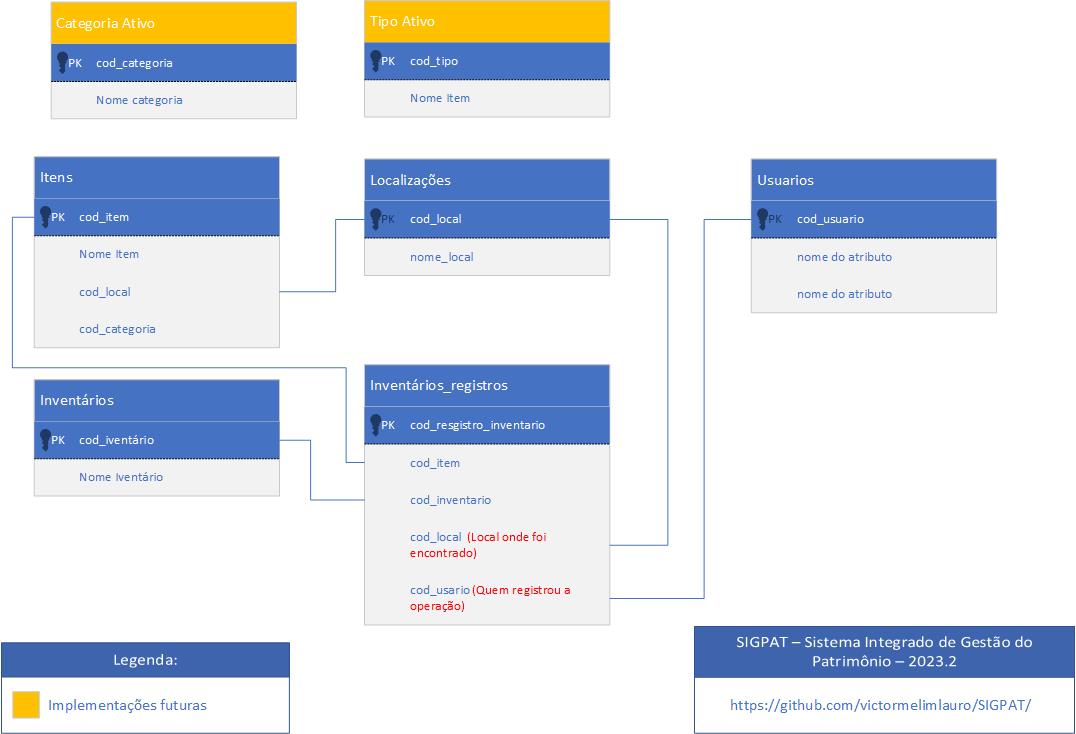 Categoria Ativo
PK cod_categoria
Nome categoria
Tipo Ativo
PK cod_tipo
Nome Item
Itens
PK cod_item
Nome Item
cod_local
cod_categoria
Localizações
PK cod_local
nome_local
Usuarios
PK cod_usuario
nome do atributo
nome do atributo
Inventários
PK cod_iventário
Nome Iventário
Inventários_registros
PK cod_resgistro_inventario
cod_item
cod_inventario
cod_local (Local onde foi
encontrado)
cod_usario (Quem registrou a
operação)
Legenda:
Implementações futuras
SIGPAT – Sistema Integrado de Gestão do
Patrimônio – 2023.2
https://github.com/victormelimlauro/SIGPAT/